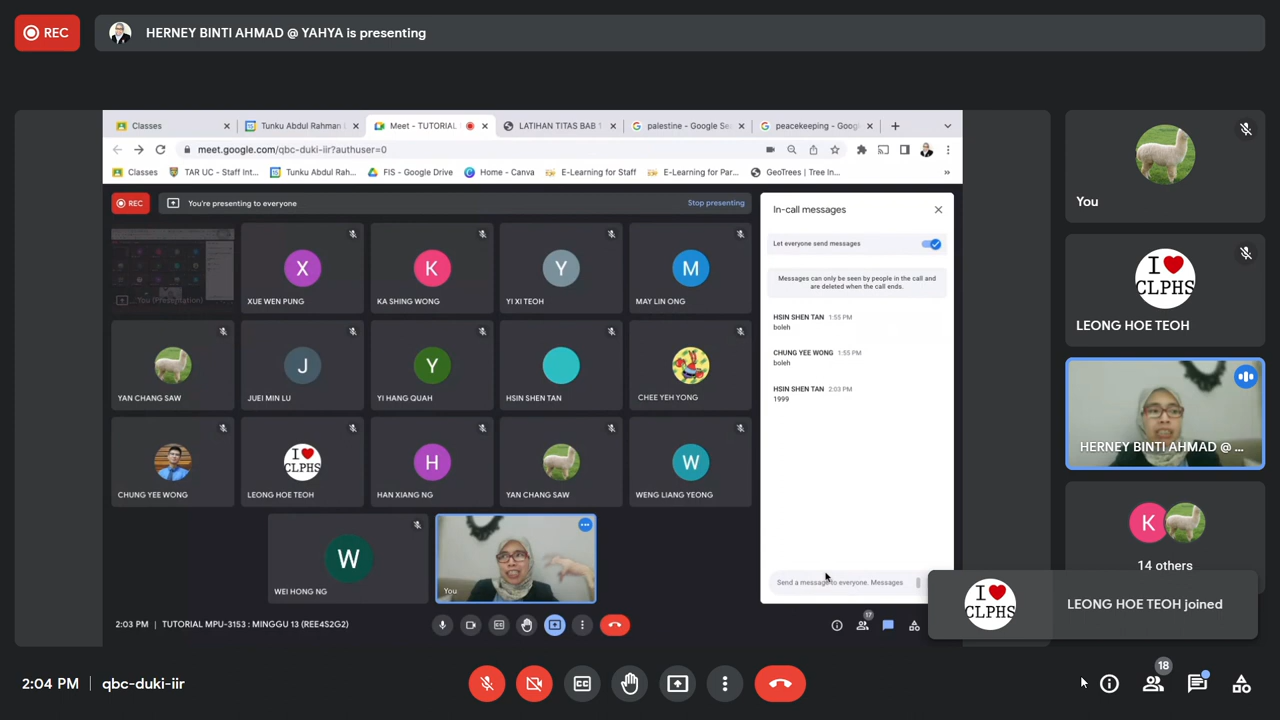 REC
HERNEY BINTI AHMAD @ YAHYA is presenting
Classes
Tunku Abdul Rahman
Meet - TUTORIAL
LATIHAN TITAS BAB
palestine - Google Se
peacekeeping - Goog
meet.google.com/qbc-duki-iir?authuser=0
Classes
TAR UC - Staff Int...
Tunku Abdul Rah...
FIS - Google Drive
Home - Canva
E-Learning for Staff
E-Learning for Par...
GeoTrees | Tree In...
»
REC
You're presenting to everyone
Stop presenting
You (Presentation)
X
XUE WEN PUNG
K
KA SHING WONG
Y
YI XI TEOH
M
MAY LIN ONG
YAN CHANG SAW
J
JUEI MIN LU
Y
YI HANG QUAH
HSIN SHEN TAN
CHEE YEH YONG
CHUNG YEE WONG
I ❤ CLPHS
LEONG HOE TEOH
H
HAN XIANG NG
YAN CHANG SAW
W
WENG LIANG YEONG
W
WEI HONG NG
You
In-call messages
Let everyone send messages
Messages can only be seen by people in the call and
are deleted when the call ends.
HSIN SHEN TAN 1:55 PM
boleh
CHUNG YEE WONG 1:55 PM
boleh
HSIN SHEN TAN 2:03 PM
1999
Send a message to everyone. Messages
2:03 PM | TUTORIAL MPU-3153 : MINGGU 13 (REE4S2G2)
17
You
I ❤
CLPHS
LEONG HOE TEOH
HERNEY BINTI AHMAD @ ...
K
14 others
I ❤
CLPHS
LEONG HOE TEOH joined
2:04 PM | qbc-duki-iir
18